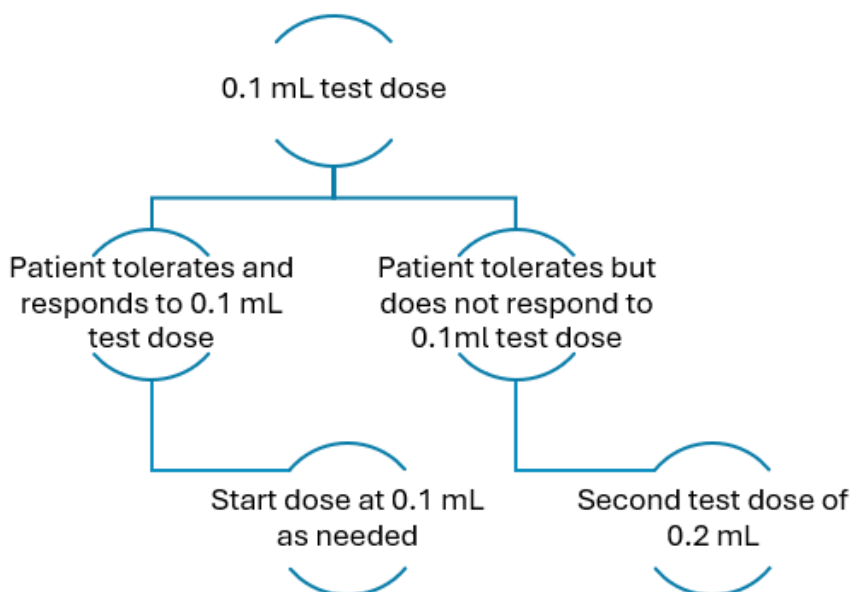 0.1 mL test dose
Patient tolerates and
responds to 0.1 mL
test dose
Patient tolerates but
does not respond to
0.1ml test dose
Start dose at 0.1 mL
as needed
Second test dose of
0.2 mL